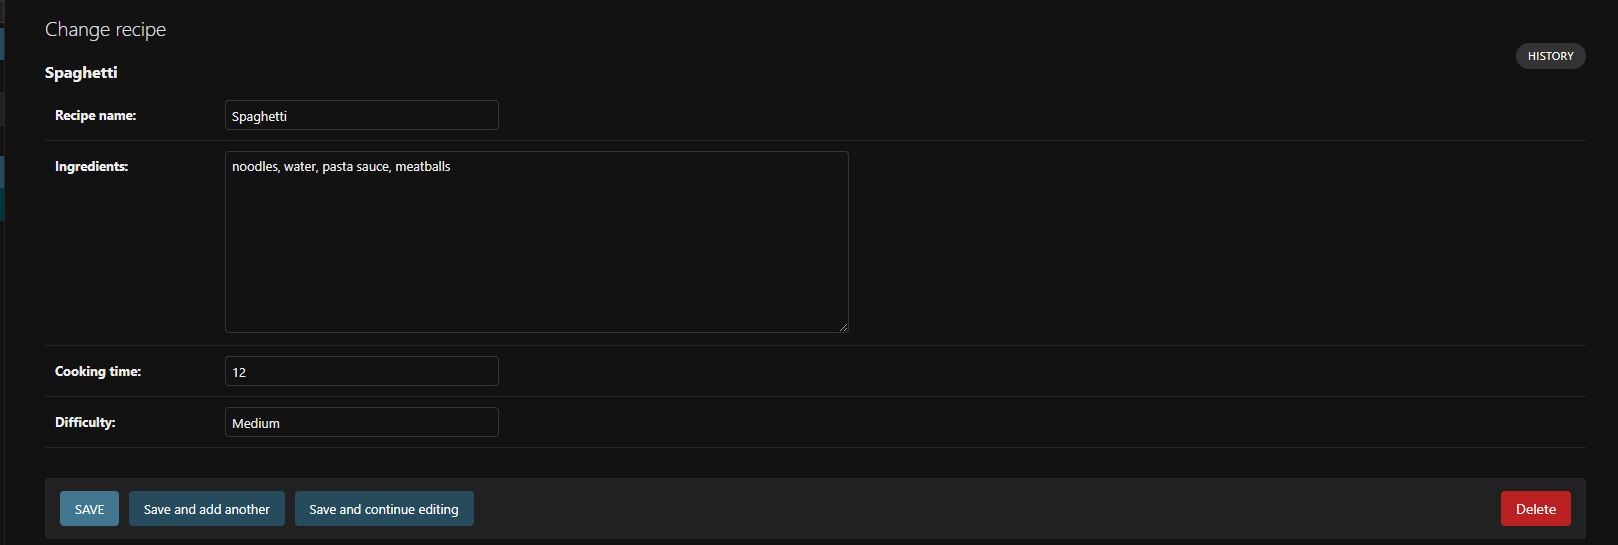 Change recipe
HISTORY
Spaghetti
Recipe name: Spaghetti
Ingredients: noodles, water, pasta sauce, meatballs
Cooking time: 12
Difficulty: Medium
SAVE Save and add another Save and continue editing Delete